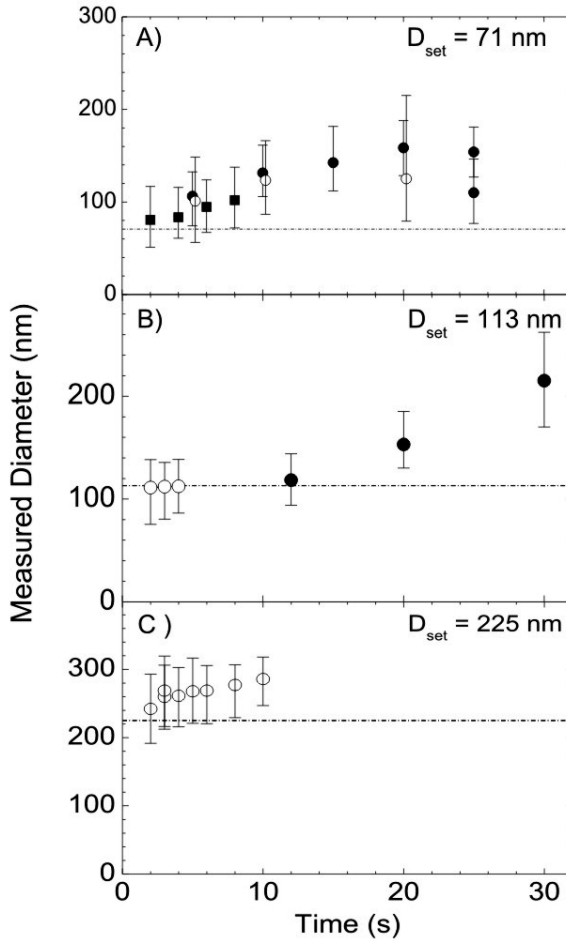 300
A)
D_set = 71 nm
200
100
0
B)
D_set = 113 nm
200
100
0
C )
D_set = 225 nm
300
200
100
0
0
10
20
30
Time (s)
Measured Diameter (nm)